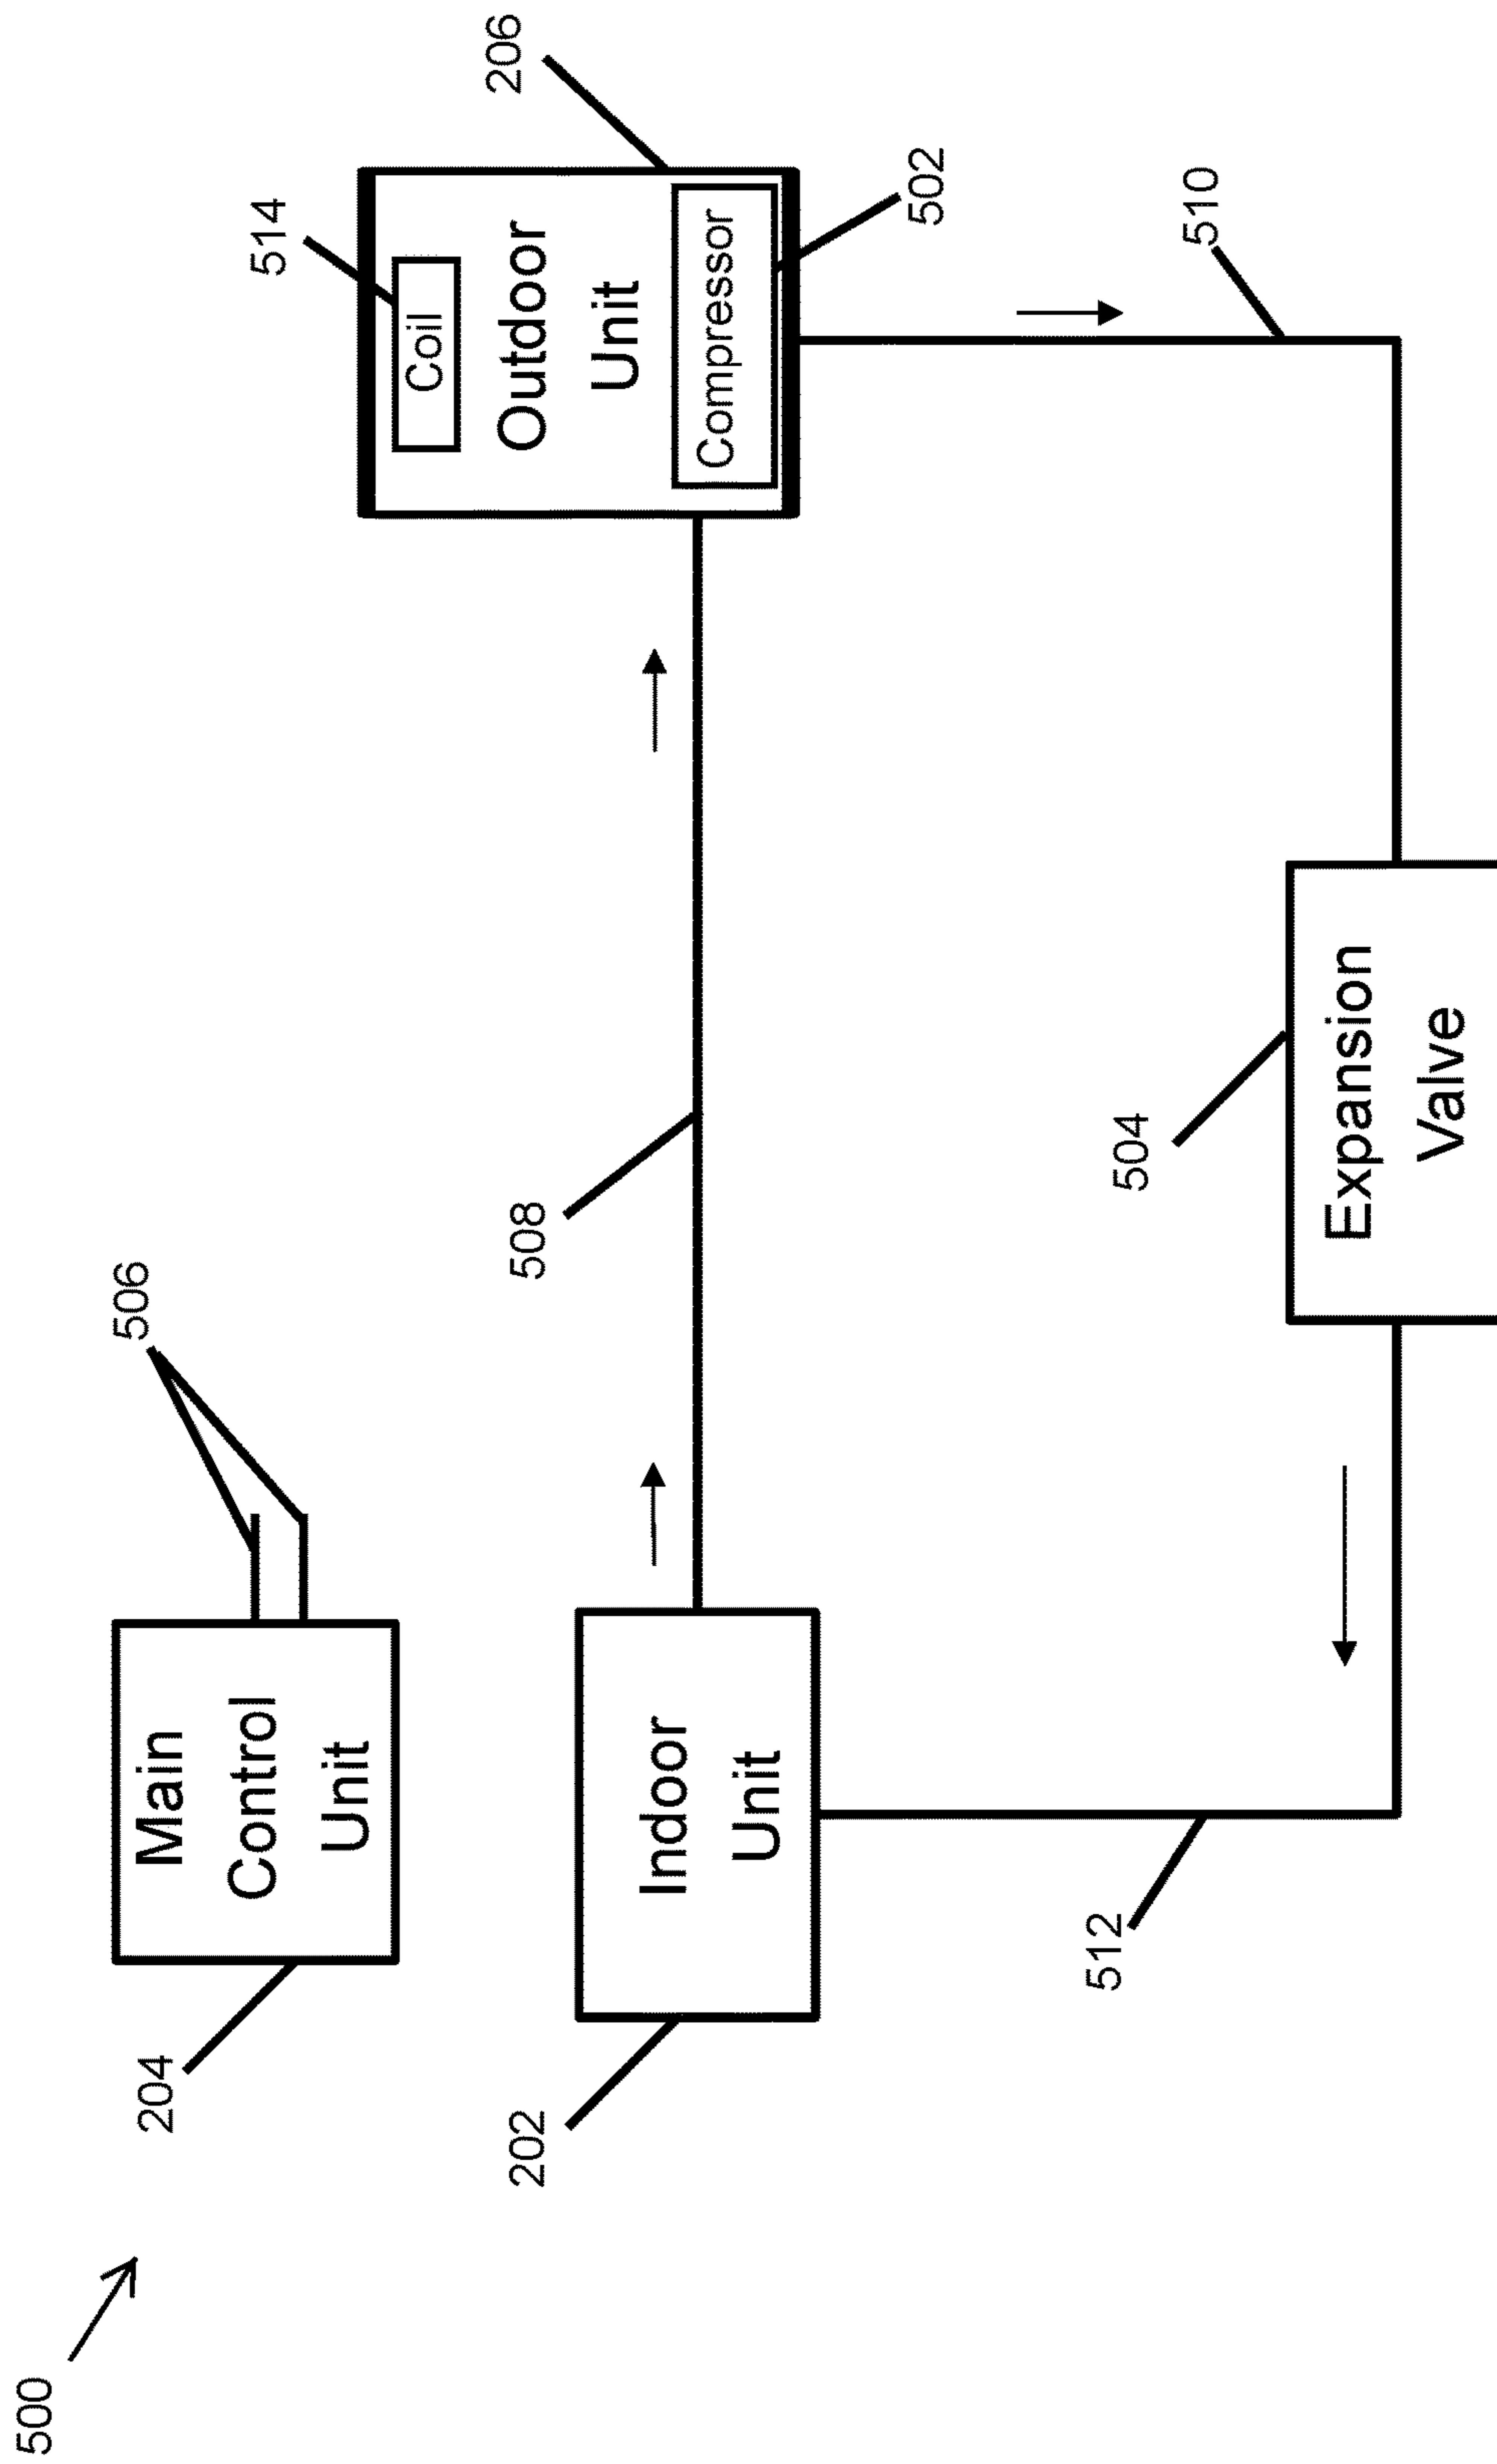 500
204
Main
Control
Unit
506
202
Indoor
Unit
508
514
Coil
Outdoor
Unit
Compressor
206
502
510
512
504
Expansion
Valve